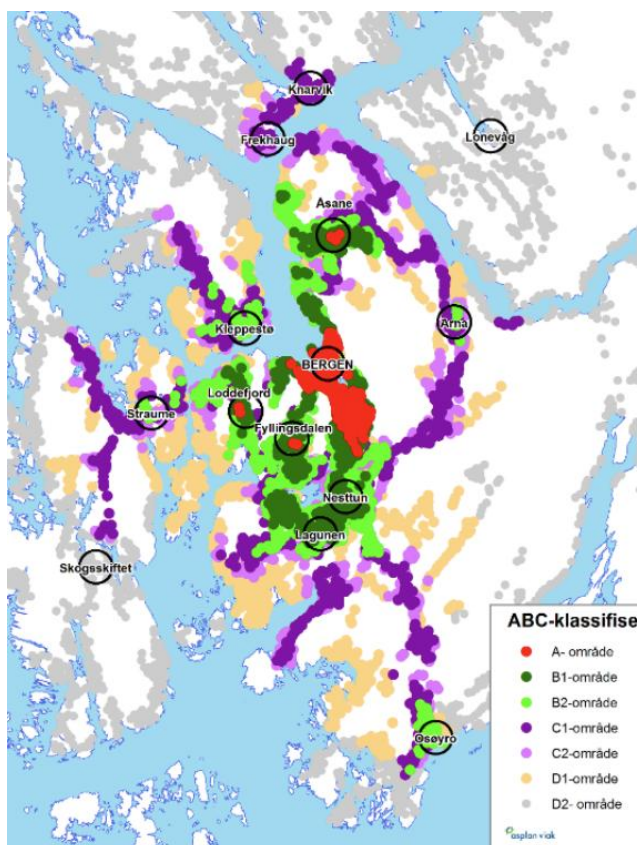 Knarvik
Frekhaug
Lonevåg
Åsane
Kleppestø
Arna
BERGEN
Loddefjord
Straume
Fyllingsdalen
Nesttun
Lagunen
Skogsskiftet
Osøyro
ABC-klassifise
A- område
B1-område
B2-område
C1-område
C2-område
D1-område
D2- område
asplan viak